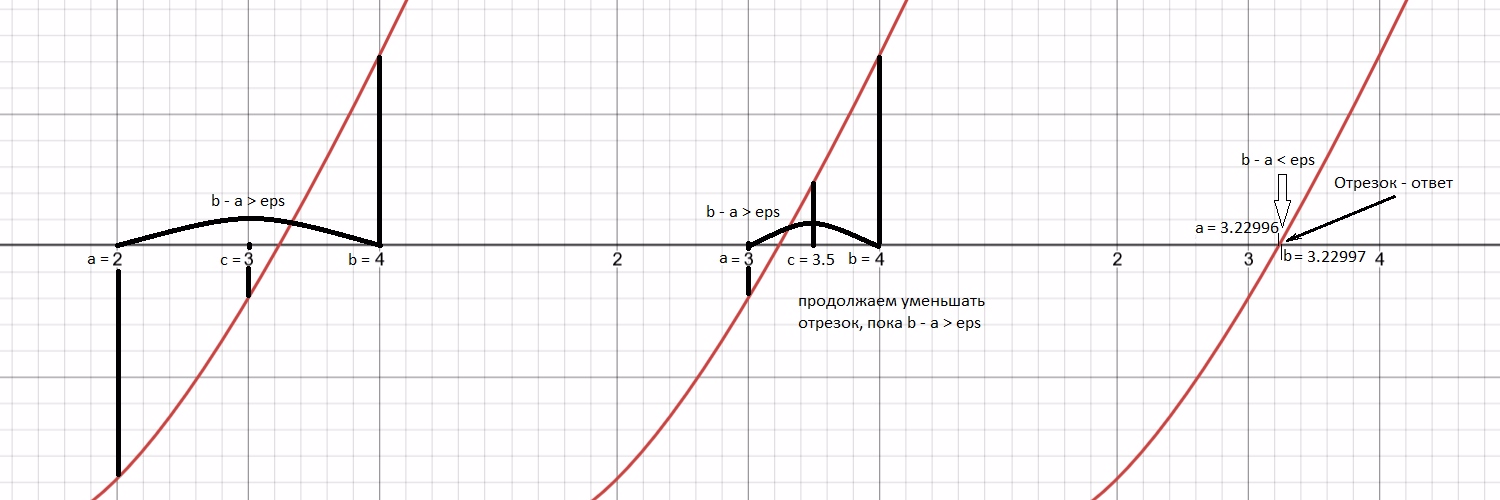 b - a > eps
a = 2
c = 3
b = 4
b - a > eps
2
a = 3
c = 3.5
b = 4
продолжаем уменьшать
отрезок, пока b - a > eps
b - a < eps
Отрезок - ответ
a = 3.22996
b = 3.22997
2
3
4